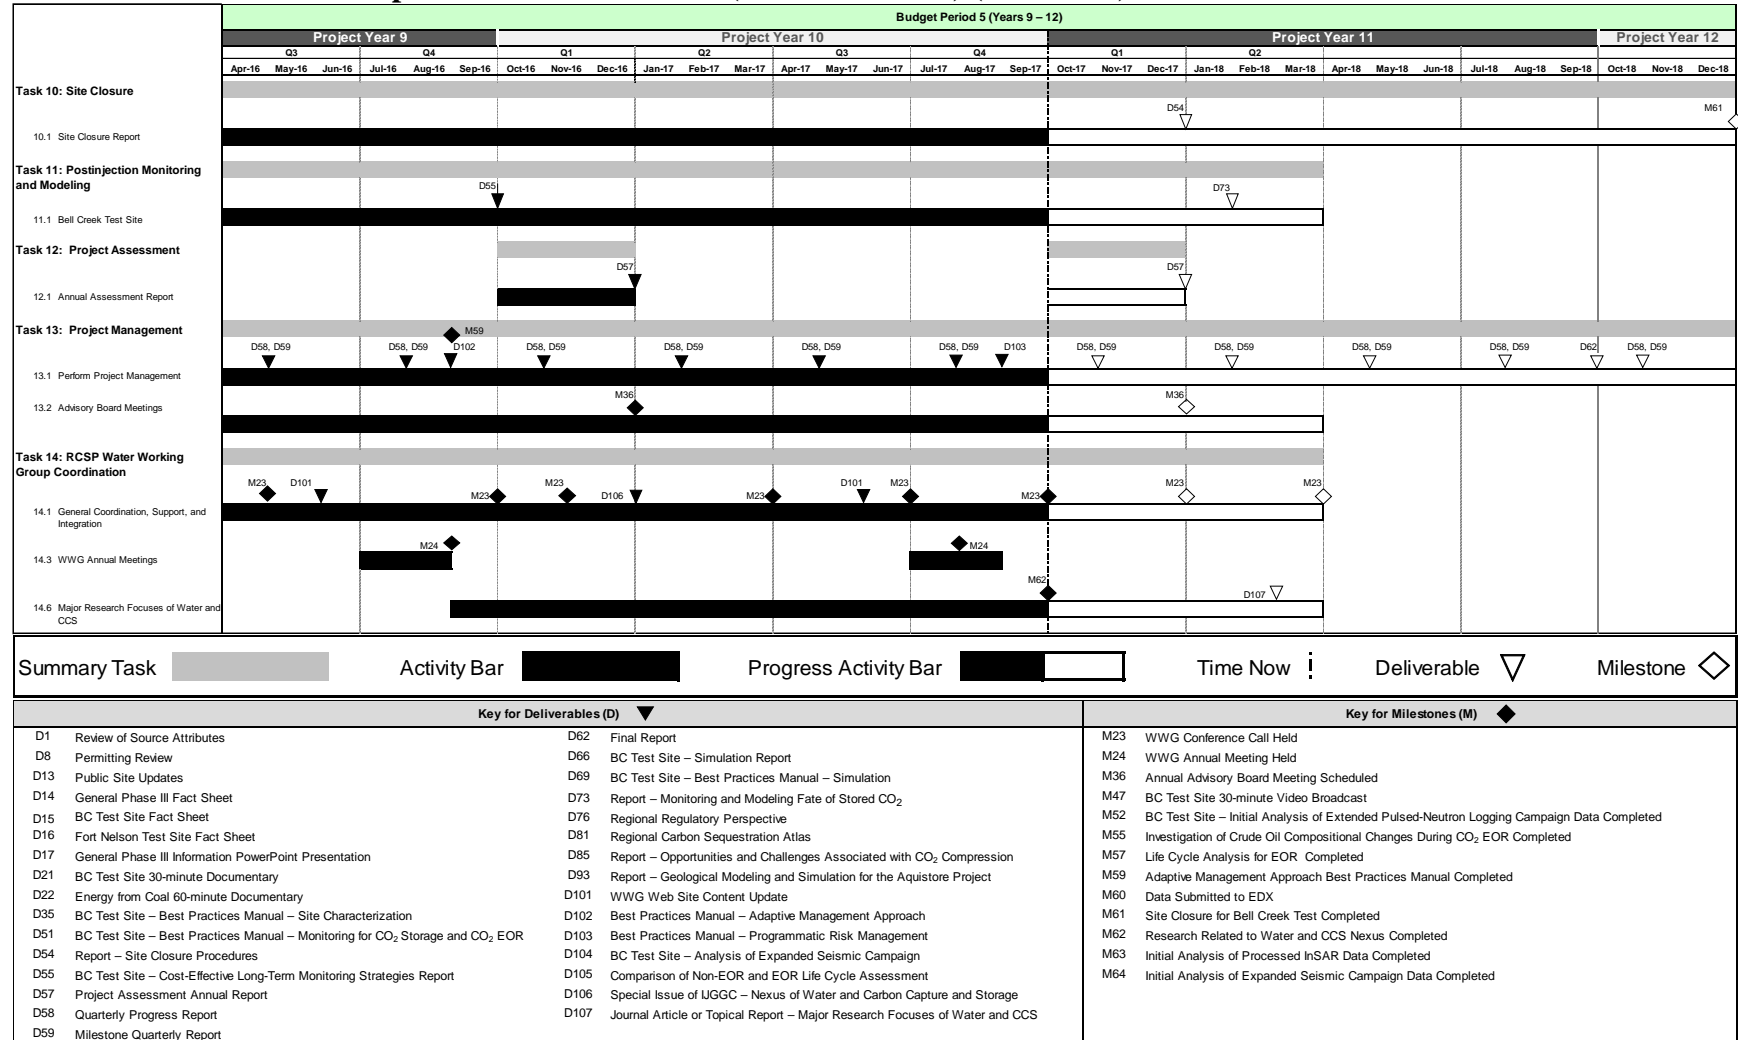 Budget Period 5 (Years 9 – 12)
Project Year 9 Project Year 10 Project Year 11 Project Year 12
Q3 Q4 Q1 Q2 Q3 Q4 Q1 Q2
Apr-16 May-16 Jun-16 Jul-16 Aug-16 Sep-16 Oct-16 Nov-16 Dec-16 Jan-17 Feb-17 Mar-17 Apr-17 May-17 Jun-17 Jul-17 Aug-17 Sep-17 Oct-17 Nov-17 Dec-17 Jan-18 Feb-18 Mar-18 Apr-18 May-18 Jun-18 Jul-18 Aug-18 Sep-18 Oct-18 Nov-18 Dec-18
Task 10: Site Closure
D54 M61
10.1 Site Closure Report
Task 11: Postinjection Monitoring
and Modeling
D55 D73
11.1 Bell Creek Test Site
Task 12: Project Assessment
D57 D57
12.1 Annual Assessment Report
Task 13: Project Management
M59
D58, D59 D58, D59 D102 D58, D59 D58, D59 D58, D59 D58, D59 D103 D58, D59 D58, D59 D58, D59 D58, D59 D62 D58, D59
13.1 Perform Project Management
M36 M36
13.2 Advisory Board Meetings
Task 14: RCSP Water Working
Group Coordination
M23 D101 M23 M23 D106 M23 D101 M23 M23 M23 M23
14.1 General Coordination, Support, and
Integration
M24 M24
14.3 WWG Annual Meetings
M62
D107
14.6 Major Research Focuses of Water and
CCS
Summary Task Activity Bar Progress Activity Bar Time Now Deliverable Milestone
Key for Deliverables (D)
D1 Review of Source Attributes
D8 Permitting Review
D13 Public Site Updates
D14 General Phase III Fact Sheet
D15 BC Test Site Fact Sheet
D16 Fort Nelson Test Site Fact Sheet
D17 General Phase III Information PowerPoint Presentation
D21 BC Test Site 30-minute Documentary
D22 Energy from Coal 60-minute Documentary
D35 BC Test Site – Best Practices Manual – Site Characterization
D51 BC Test Site – Best Practices Manual – Monitoring for CO2 Storage and CO2 EOR
D54 Report – Site Closure Procedures
D55 BC Test Site – Cost-Effective Long-Term Monitoring Strategies Report
D57 Project Assessment Annual Report
D58 Quarterly Progress Report
D59 Milestone Quarterly Report
D62 Final Report
D66 BC Test Site – Simulation Report
D69 BC Test Site – Best Practices Manual – Simulation
D73 Report – Monitoring and Modeling Fate of Stored CO2
D76 Regional Regulatory Perspective
D81 Regional Carbon Sequestration Atlas
D85 Report – Opportunities and Challenges Associated with CO2 Compression
D93 Report – Geological Modeling and Simulation for the Aquistore Project
D101 WWG Web Site Content Update
D102 Best Practices Manual – Adaptive Management Approach
D103 Best Practices Manual – Programmatic Risk Management
D104 BC Test Site – Analysis of Expanded Seismic Campaign
D105 Comparison of Non-EOR and EOR Life Cycle Assessment
D106 Special Issue of IJGGC – Nexus of Water and Carbon Capture and Storage
D107 Journal Article or Topical Report – Major Research Focuses of Water and CCS
Key for Milestones (M)
M23 WWG Conference Call Held
M24 WWG Annual Meeting Held
M36 Annual Advisory Board Meeting Scheduled
M47 BC Test Site 30-minute Video Broadcast
M52 BC Test Site – Initial Analysis of Extended Pulsed-Neutron Logging Campaign Data Completed
M55 Investigation of Crude Oil Compositional Changes During CO2 EOR Completed
M57 Life Cycle Analysis for EOR Completed
M59 Adaptive Management Approach Best Practices Manual Completed
M60 Data Submitted to EDX
M61 Site Closure for Bell Creek Test Completed
M62 Research Related to Water and CCS Nexus Completed
M63 Initial Analysis of Processed InSAR Data Completed
M64 Initial Analysis of Expanded Seismic Campaign Data Completed